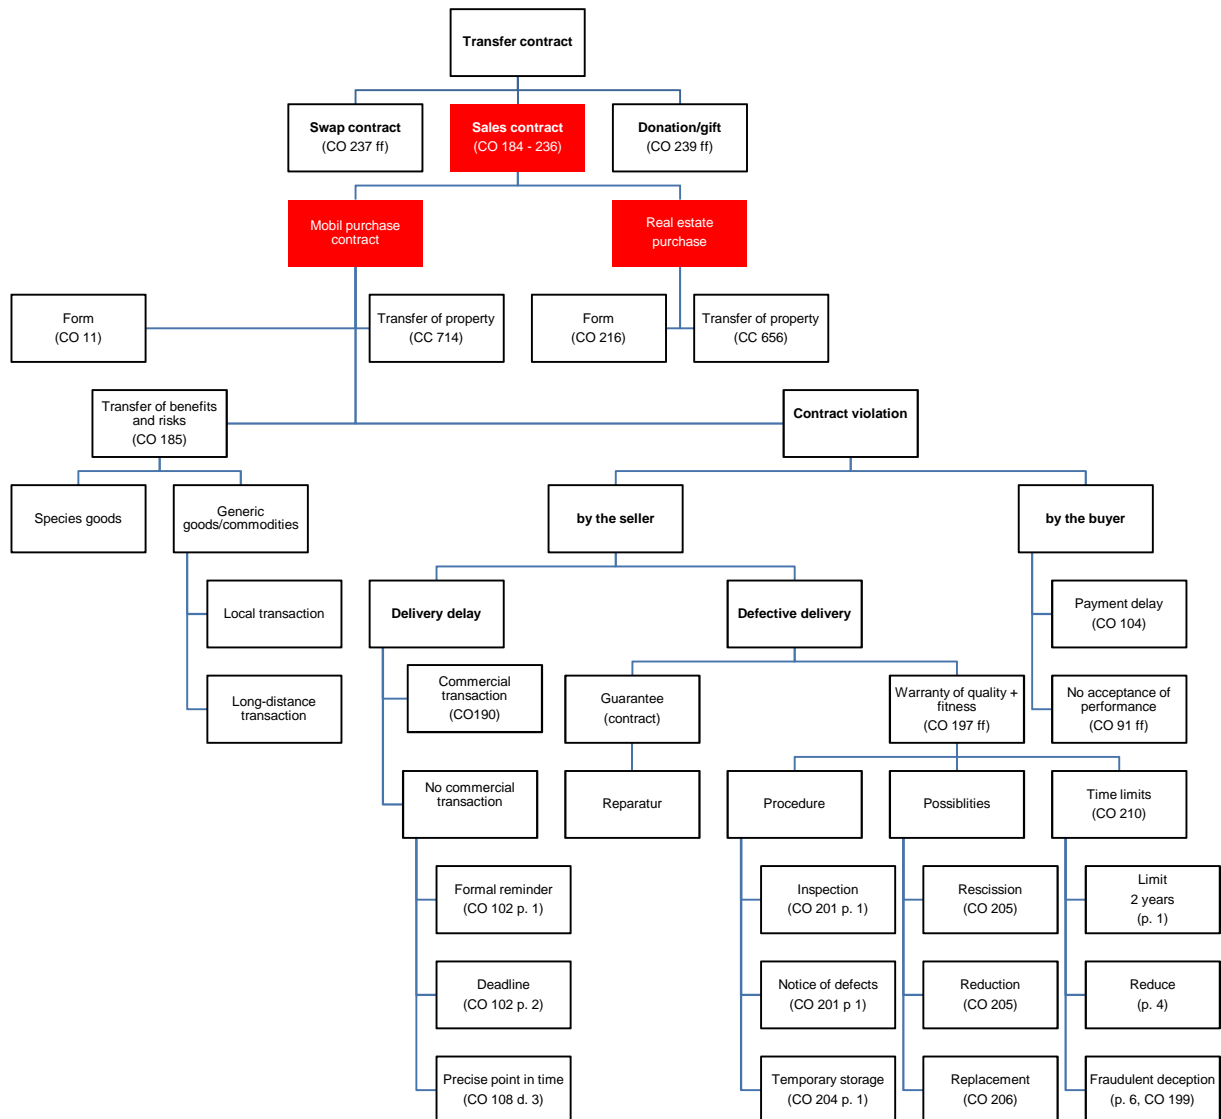 Transfer contract
Swap contract
(CO 237 ff)
Sales contract
(CO 184 - 236)
Donation/gift
(CO 239 ff)
Mobil purchase
contract
Real estate
purchase
Form
(CO 11)
Transfer of property
(CC 714)
Form
(CO 216)
Transfer of property
(CC 656)
Transfer of benefits
and risks
(CO 185)
Contract violation
Species goods
Generic
goods/commodities
by the seller
by the buyer
Local transaction
Long-distance
transaction
Delivery delay
Defective delivery
Payment delay
(CO 104)
No acceptance of
performance
(CO 91 ff)
Commercial
transaction
(CO190)
Guarantee
(contract)
Warranty of quality +
fitness
(CO 197 ff)
No commercial
transaction
Reparatur
Procedure
Possiblities
Time limits
(CO 210)
Formal reminder
(CO 102 p. 1)
Inspection
(CO 201 p. 1)
Rescission
(CO 205)
Limit
2 years
(p. 1)
Deadline
(CO 102 p. 2)
Notice of defects
(CO 201 p 1)
Reduction
(CO 205)
Reduce
(p. 4)
Precise point in time
(CO 108 d. 3)
Temporary storage
(CO 204 p. 1)
Replacement
(CO 206)
Fraudulent deception
(p. 6, CO 199)